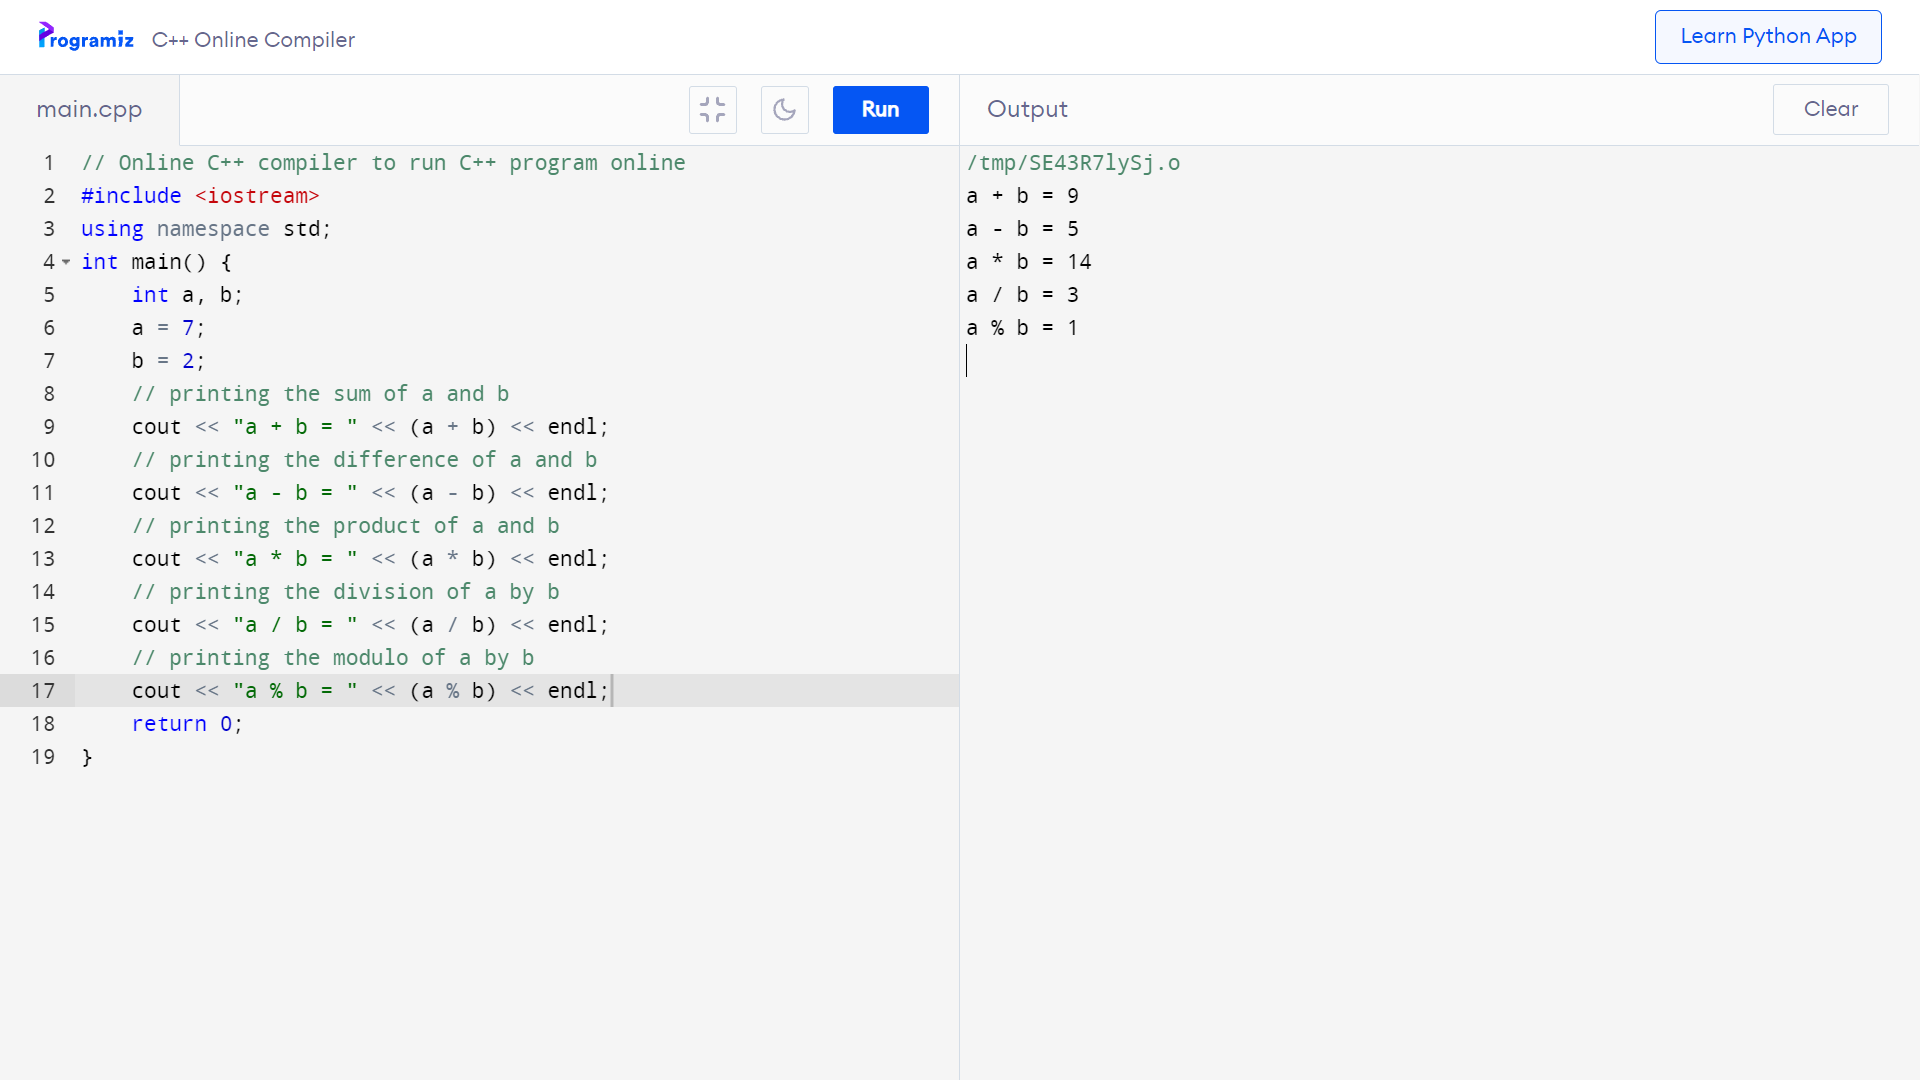 Programiz C++ Online Compiler
Learn Python App
main.cpp
Run
Output
Clear
1 // Online C++ compiler to run C++ program online
2 #include <iostream>
3 using namespace std;
4 int main() {
5     int a, b;
6     a = 7;
7     b = 2;
8     // printing the sum of a and b
9     cout << "a + b = " << (a + b) << endl;
10     // printing the difference of a and b
11     cout << "a - b = " << (a - b) << endl;
12     // printing the product of a and b
13     cout << "a * b = " << (a * b) << endl;
14     // printing the division of a by b
15     cout << "a / b = " << (a / b) << endl;
16     // printing the modulo of a by b
17     cout << "a % b = " << (a % b) << endl;
18     return 0;
19 }
/tmp/SE43R7lySj.o
a + b = 9
a - b = 5
a * b = 14
a / b = 3
a % b = 1